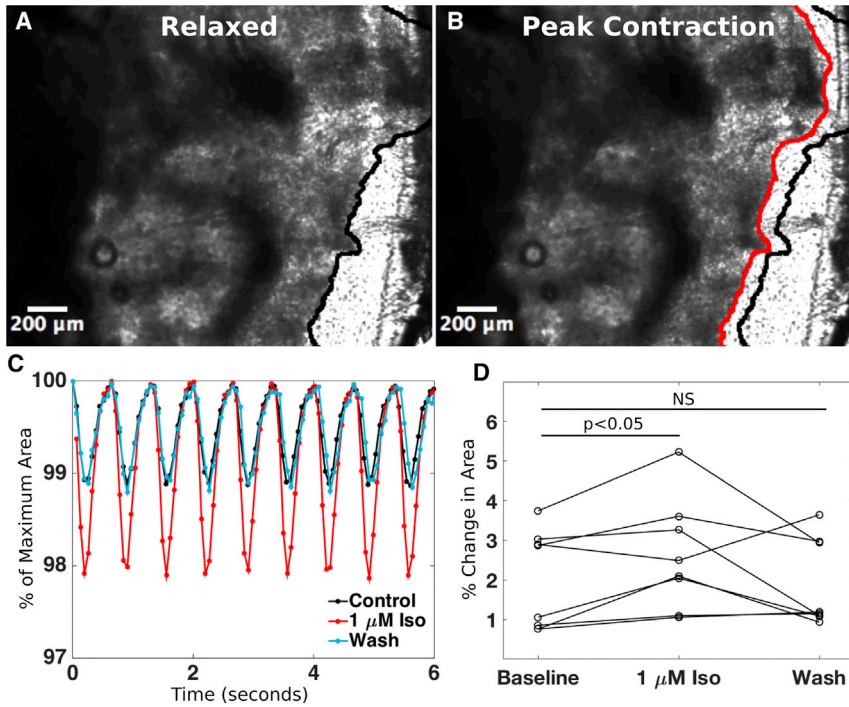 A
Relaxed
200 µm
B
Peak Contraction
200 µm
C
% of Maximum Area
100
99
98
97
0
2
4
6
Time (seconds)
Control
1 µM Iso
Wash
D
% Change in Area
6
5
4
3
2
1
NS
p<0.05
Baseline
1 µM Iso
Wash